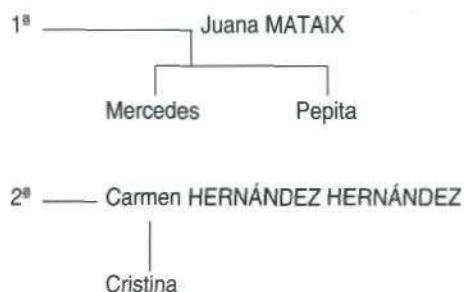 1ª Juana MATAIX
Mercedes Pepita
2ª Carmen HERNÁNDEZ HERNÁNDEZ
Cristina